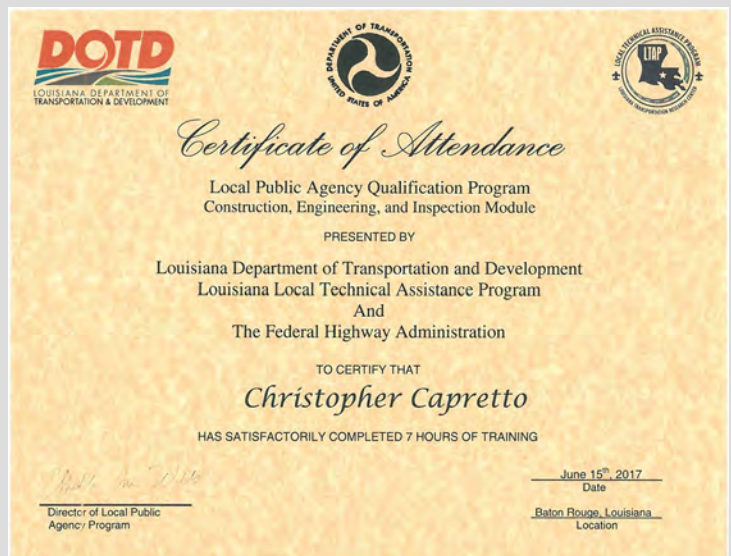 DOTD
LOUISIANA DEPARTMENT OF
TRANSPORTATION & DEVELOPMENT
DEPARTMENT OF TRANSPORTATION
UNITED STATES OF AMERICA
LOCAL TECHNICAL ASSISTANCE PROGRAM
LTAP
LOUISIANA TRANSPORTATION RESEARCH CENTER
Certificate of Attendance
Local Public Agency Qualification Program
Construction, Engineering, and Inspection Module
PRESENTED BY
Louisiana Department of Transportation and Development
Louisiana Local Technical Assistance Program
And
The Federal Highway Administration
TO CERTIFY THAT
Christopher Capretto
HAS SATISFACTORILY COMPLETED 7 HOURS OF TRAINING
June 15th, 2017
Date
Director of Local Public
Agency Program
Baton Rouge, Louisiana
Location